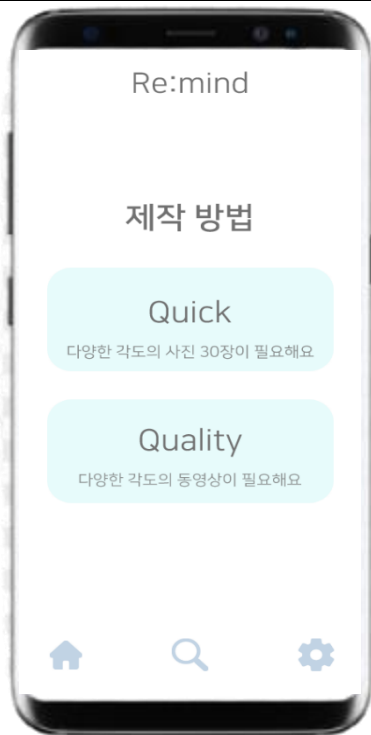 Re:mind
제작 방법
Quick
다양한 각도의 사진 30장이 필요해요
Quality
다양한 각도의 동영상이 필요해요